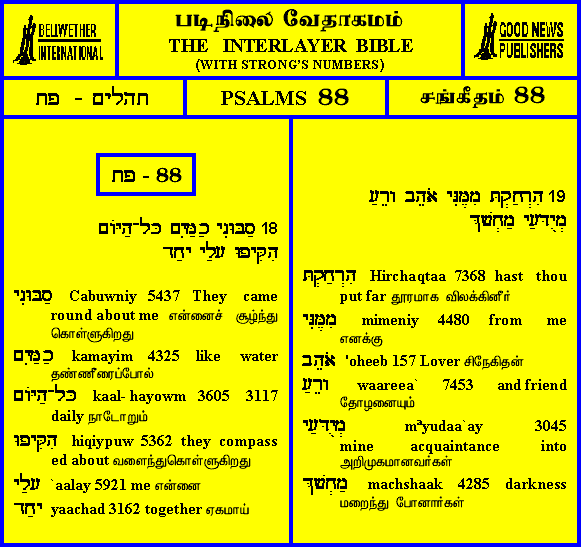 BELLWETHER
INTERNATIONAL
படிநிலை வேதாகமம்
THE INTERLAYER BIBLE
(WITH STRONG'S NUMBERS)
GOOD NEWS
PUBLISHERS
תהלים - פח
PSALMS 88
சங்கீதம் 88
88 - פח
18 סַבּוּנִי כַמַּיִם כָּל־הַיּוֹם
הִקִּיפוּ עָלַי יָחַד
סַבּוּנִי Cabuwniy 5437 They came
round about me என்னைச் சூழ்ந்து
கொள்ளுகிறது
כַמַּיִם kamayim 4325 like water
தண்ணீரைப்போல்
כָּל־הַיּוֹם kaal- hayowm 3605 3117
daily நாடோறும்
הִקִּיפוּ hiqiypuw 5362 they compass
ed about வளைந்துகொள்ளுகிறது
עָלַי `aalay 5921 me என்னை
יָחַד yaachad 3162 together ஏகமாய்
19 הִרְחַקְתָּ מִמֶּנִּי אֹהֵב וָרֵעַ
מְיֻדָּעַי מַחְשָׁךְ
הִרְחַקְתָּ Hirchaqtaa 7368 hast thou
put far தூரமாக விலக்கினீர்
מִמֶּנִּי mimeniy 4480 from me
எனக்கு
אֹהֵב 'oheeb 157 Lover சிநேகிதன்
וָרֵעַ waareea` 7453 and friend
தோழனையும்
מְיֻדָּעַי mᵊyudaa`ay 3045
mine acquaintance into
அறிமுகமானவர்கள்
מַחְשָׁךְ machshaak 4285 darkness
மறைந்து போனார்கள்